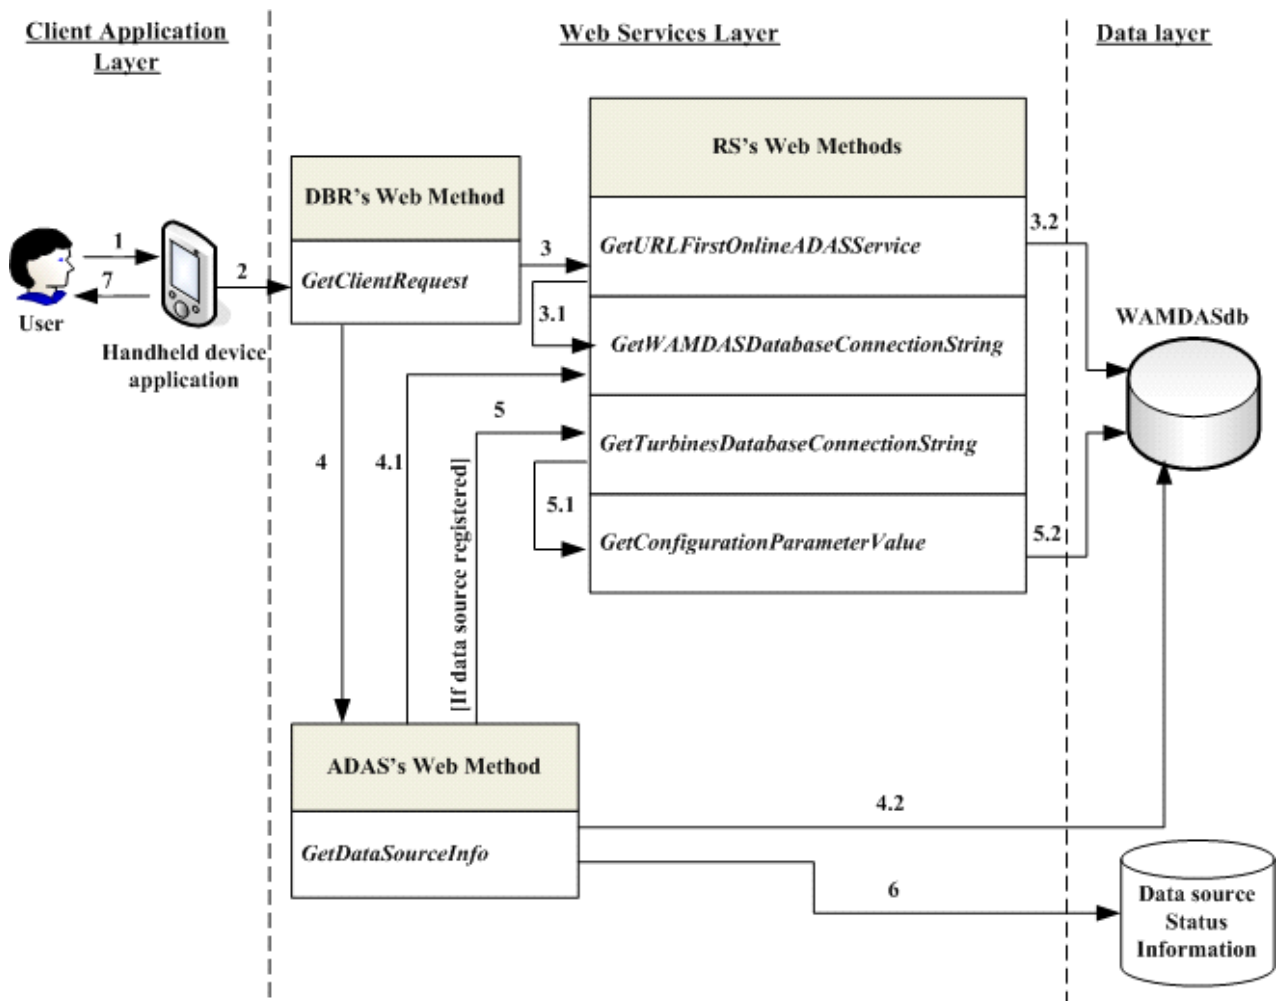 Client Application
Layer
Web Services Layer
Data layer
RS's Web Methods
DBR's Web Method
GetURLFirstOnlineADASService
3.2
1
3
2
GetClientRequest
7
User
3.1
WAMDASdb
Handheld device
application
GetWAMDASDatabaseConnectionString
5
GetTurbinesDatabaseConnectionString
4
4.1
[If data source registered]
5.1
GetConfigurationParameterValue
5.2
ADAS's Web Method
4.2
GetDataSourceInfo
6
Data source
Status
Information